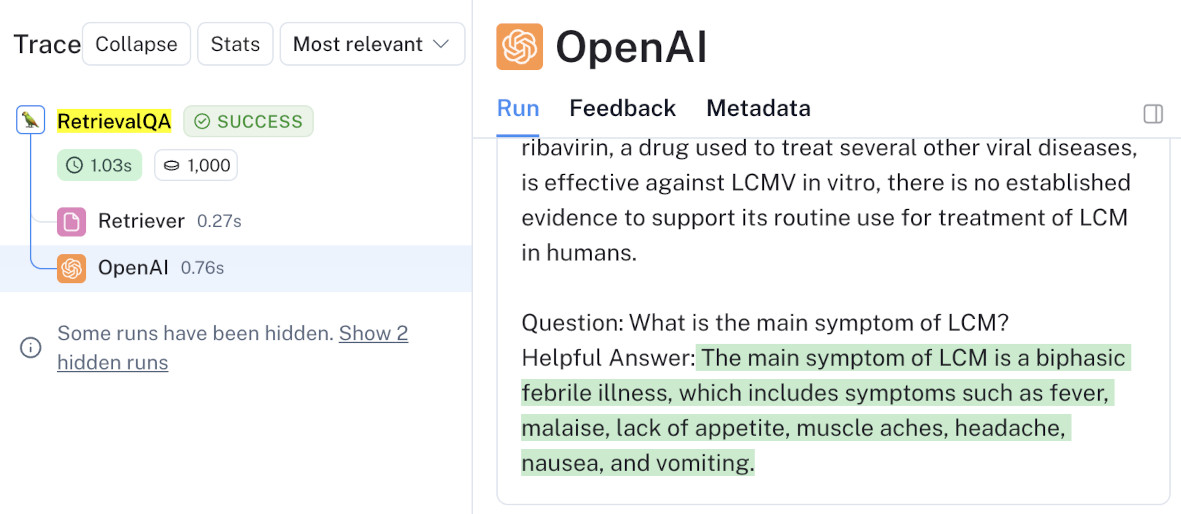 Trace Collapse Stats Most relevant
RetrievalQA SUCCESS
1.03s 1,000
Retriever 0.27s
OpenAI 0.76s
Some runs have been hidden. Show 2
hidden runs
OpenAI
Run Feedback Metadata
ribavirin, a drug used to treat several other viral diseases,
is effective against LCMV in vitro, there is no established
evidence to support its routine use for treatment of LCM
in humans.
Question: What is the main symptom of LCM?
Helpful Answer: The main symptom of LCM is a biphasic
febrile illness, which includes symptoms such as fever,
malaise, lack of appetite, muscle aches, headache,
nausea, and vomiting.